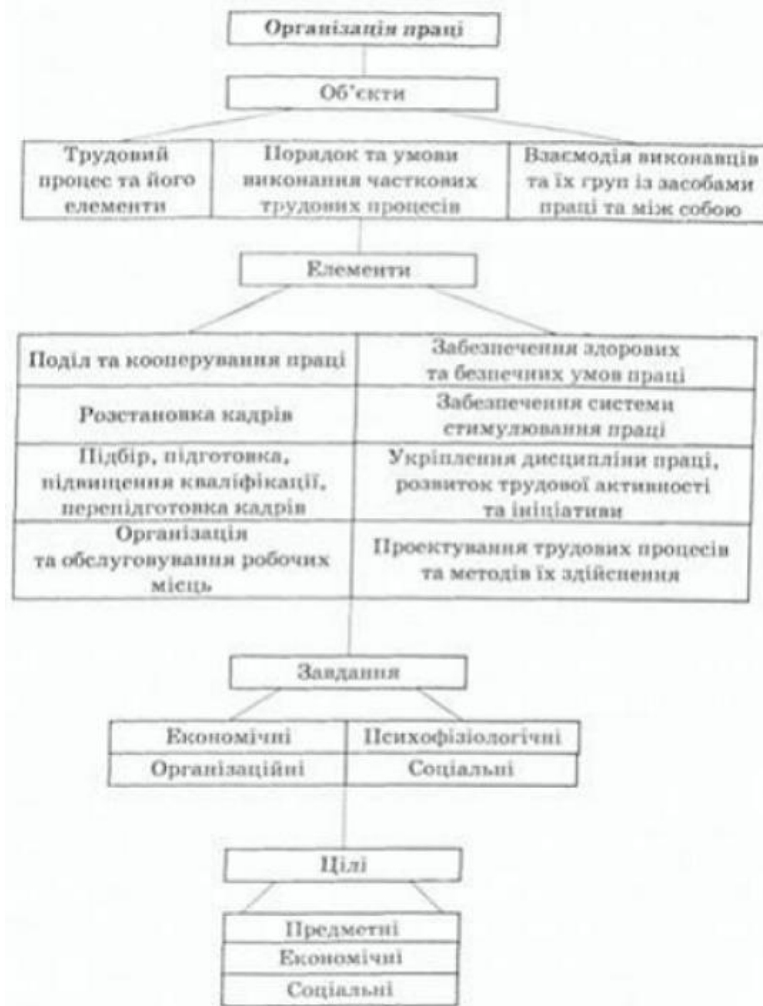 Організація праці
Об'єкти
Трудовий
процес та його
елементи
Порядок та умови
виконання часткових
трудових процесів
Взаємодія виконавців
та їх груп із засобами
праці та між собою
Елементи
Поділ та кооперування праці
Забезпечення здорових
та безпечних умов праці
Розстановка кадрів
Забезпечення системи
стимулювання праці
Підбір, підготовка,
підвищення кваліфікації,
перепідготовка кадрів
Укріплення дисципліни праці,
розвиток трудової активності
та ініціативи
Організація
та обслуговування робочих
місць
Проектування трудових процесів
та методів їх здійснення
Завдання
Економічні
Психофізіологічні
Організаційні
Соціальні
Цілі
Предметні
Економічні
Соціальні